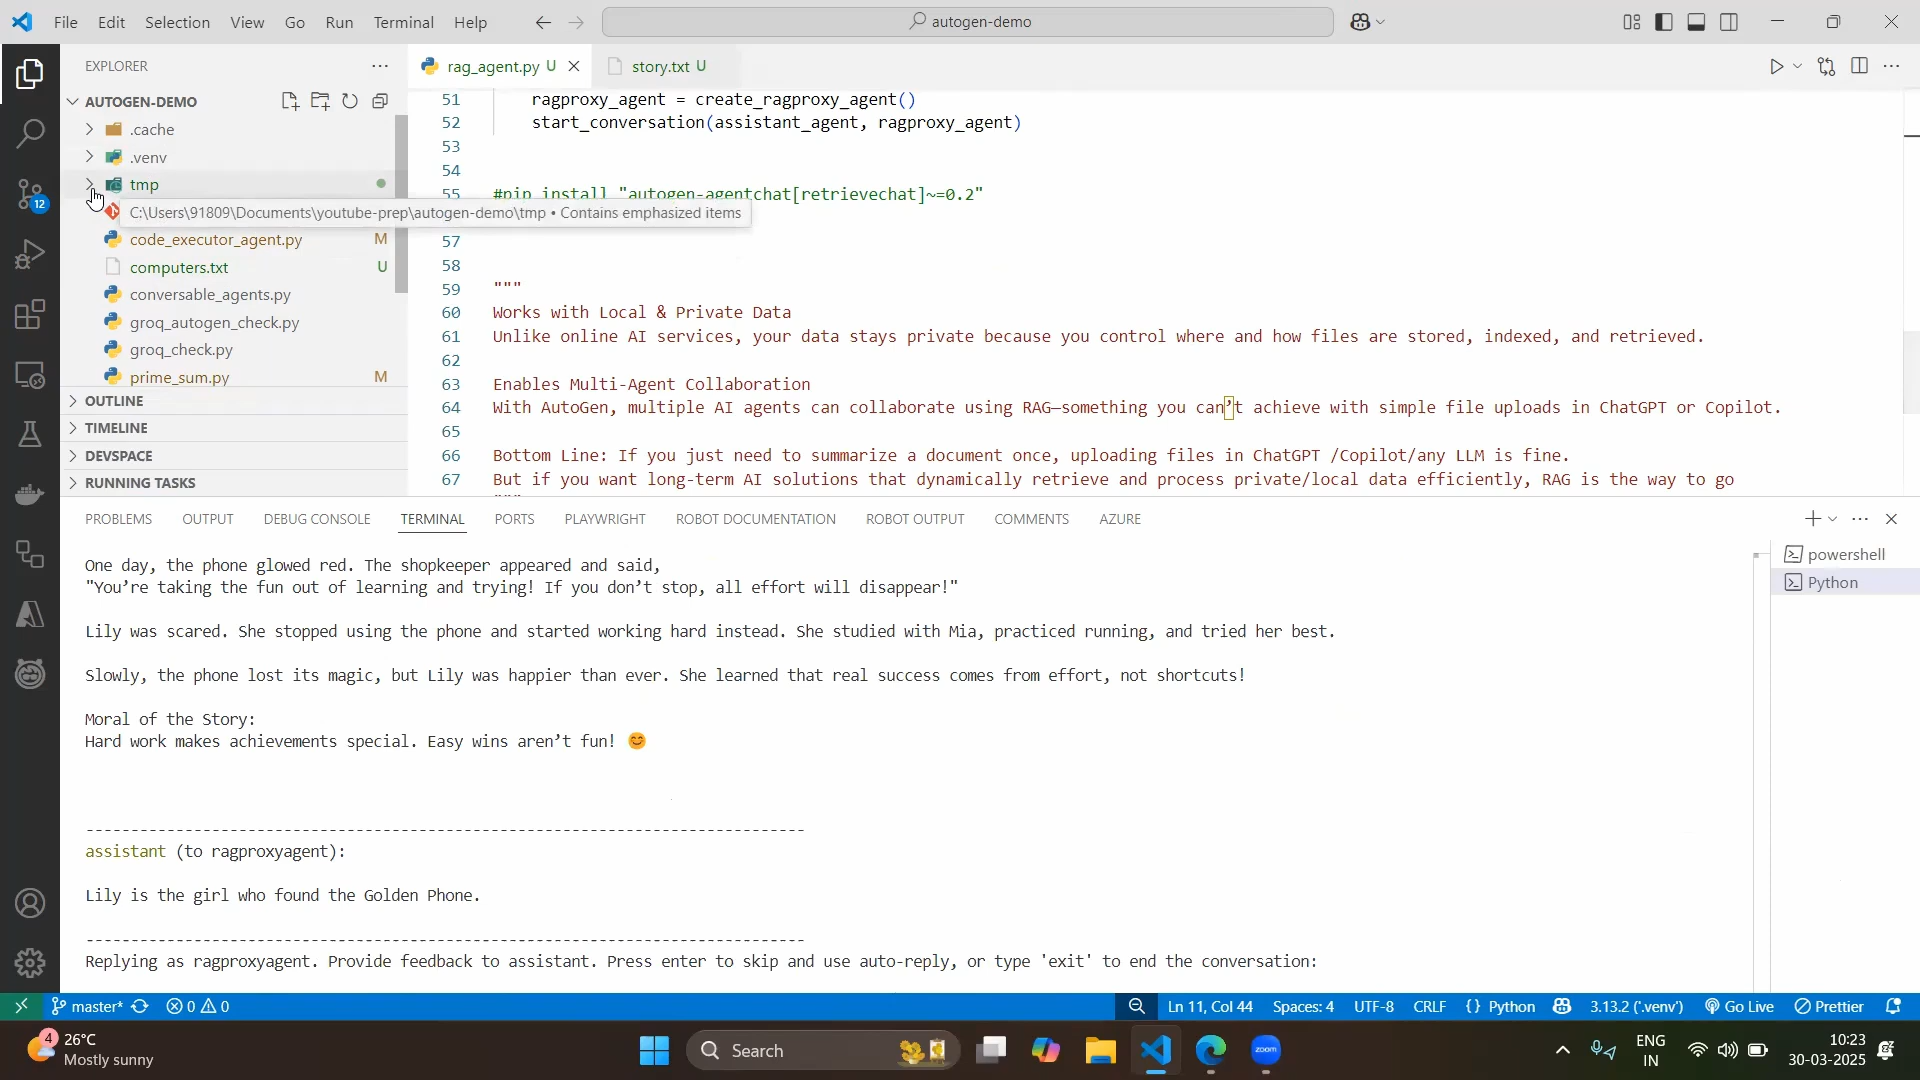 File Edit Selection View Go Run Terminal Help
autogen-demo
EXPLORER
AUTOGEN-DEMO
.cache
.venv
tmp
C:\Users\91809\Documents\youtube-prep\autogen-demo\tmp • Contains emphasized items
code_executor_agent.py M
computers.txt U
conversable_agents.py
groq_autogen_check.py
groq_check.py
prime_sum.py M
OUTLINE
TIMELINE
DEVSPACE
RUNNING TASKS
12
rag_agent.py U
story.txt U
51 ragproxy_agent = create_ragproxy_agent()
52 start_conversation(assistant_agent, ragproxy_agent)
53
54
55 #pip install "autogen-agentchat[retrievechat]~=0.2"
57
58
59 """
60 Works with Local & Private Data
61 Unlike online AI services, your data stays private because you control where and how files are stored, indexed, and retrieved.
62
63 Enables Multi-Agent Collaboration
64 With AutoGen, multiple AI agents can collaborate using RAG—something you can’t achieve with simple file uploads in ChatGPT or Copilot.
65
66 Bottom Line: If you just need to summarize a document once, uploading files in ChatGPT /Copilot/any LLM is fine.
67 But if you want long-term AI solutions that dynamically retrieve and process private/local data efficiently, RAG is the way to go
PROBLEMS OUTPUT DEBUG CONSOLE TERMINAL PORTS PLAYWRIGHT ROBOT DOCUMENTATION ROBOT OUTPUT COMMENTS AZURE
powershell
Python
One day, the phone glowed red. The shopkeeper appeared and said,
"You’re taking the fun out of learning and trying! If you don’t stop, all effort will disappear!"
Lily was scared. She stopped using the phone and started working hard instead. She studied with Mia, practiced running, and tried her best.
Slowly, the phone lost its magic, but Lily was happier than ever. She learned that real success comes from effort, not shortcuts!
Moral of the Story:
Hard work makes achievements special. Easy wins aren’t fun! 😊
--------------------------------------------------------------------------------
assistant (to ragproxyagent):
Lily is the girl who found the Golden Phone.
--------------------------------------------------------------------------------
Replying as ragproxyagent. Provide feedback to assistant. Press enter to skip and use auto-reply, or type 'exit' to end the conversation:
master* 0 0 Ln 11, Col 44 Spaces: 4 UTF-8 CRLF {} Python 3.13.2 ('.venv') Go Live Prettier
4
26°C
Mostly sunny
Search
zoom
ENG
IN
10:23
30-03-2025